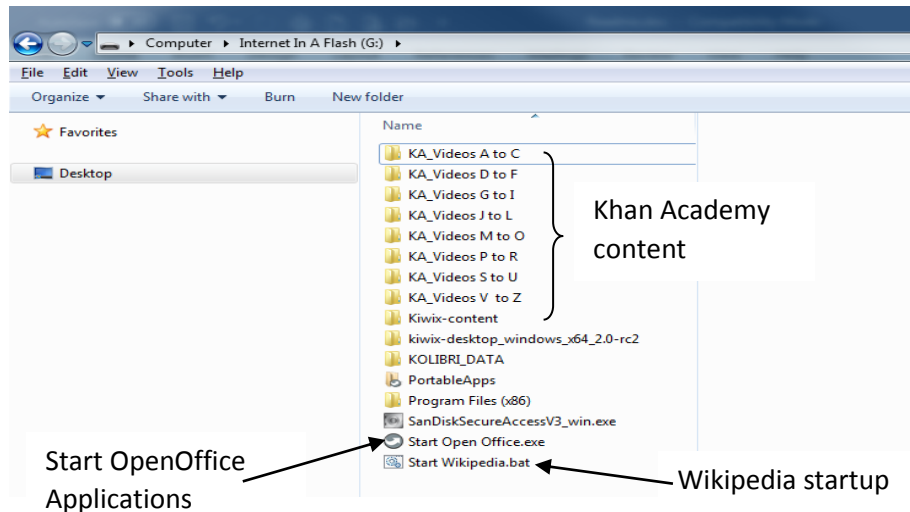 Computer ▸ Internet In A Flash (G:) ▸
File Edit View Tools Help
Organize Share with Burn New folder
Favorites
Desktop
Name
KA_Videos A to C
KA_Videos D to F
KA_Videos G to I
KA_Videos J to L
KA_Videos M to O
KA_Videos P to R
KA_Videos S to U
KA_Videos V to Z
Kiwix-content
kiwix-desktop_windows_x64_2.0-rc2
KOLIBRI_DATA
PortableApps
Program Files (x86)
SanDiskSecureAccessV3_win.exe
Start Open Office.exe
Start Wikipedia.bat
Khan Academy
content
Start OpenOffice
Applications
Wikipedia startup